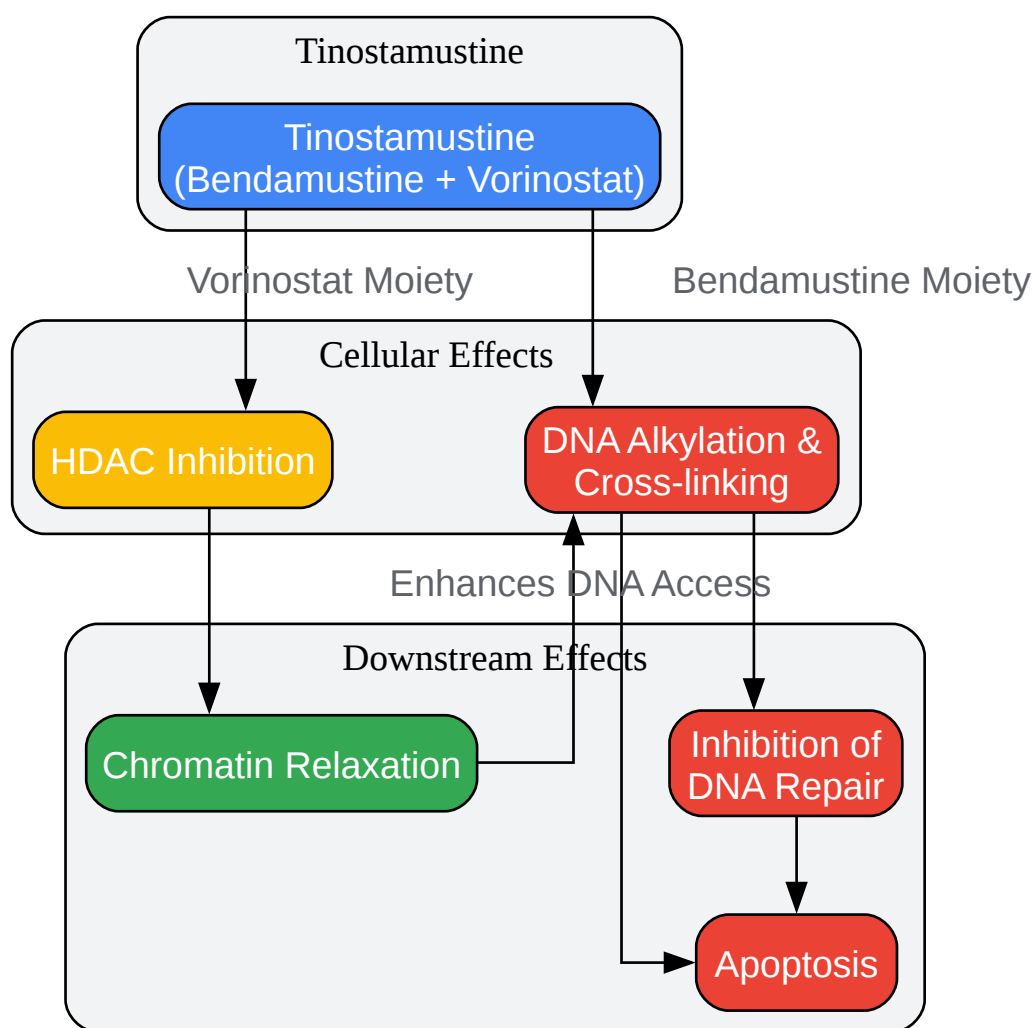 Tinostamustine
Tinostamustine
(Bendamustine + Vorinostat)
Vorinostat Moiety
Bendamustine Moiety
Cellular Effects
HDAC Inhibition
DNA Alkylation &
Cross-linking
Enhances DNA Access
Downstream Effects
Chromatin Relaxation
Inhibition of
DNA Repair
Apoptosis